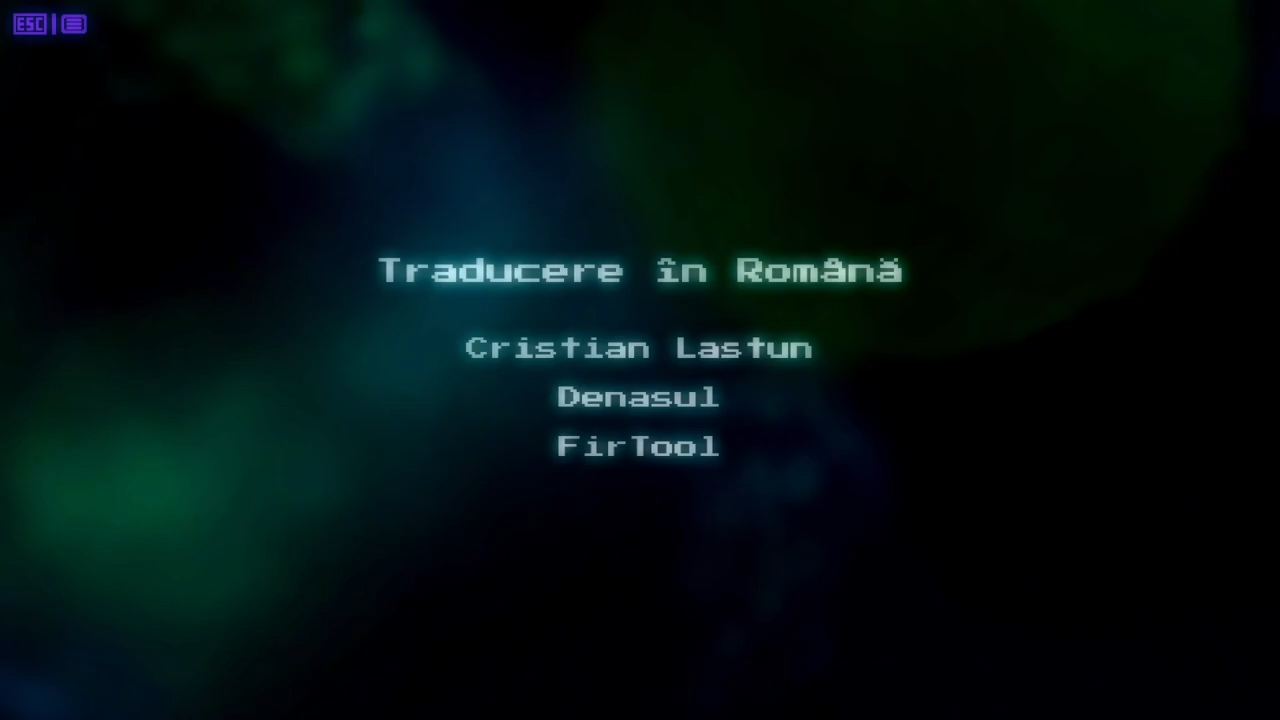 ESC
Traducere în Română
Cristian Lastun
Denasul
FirTool